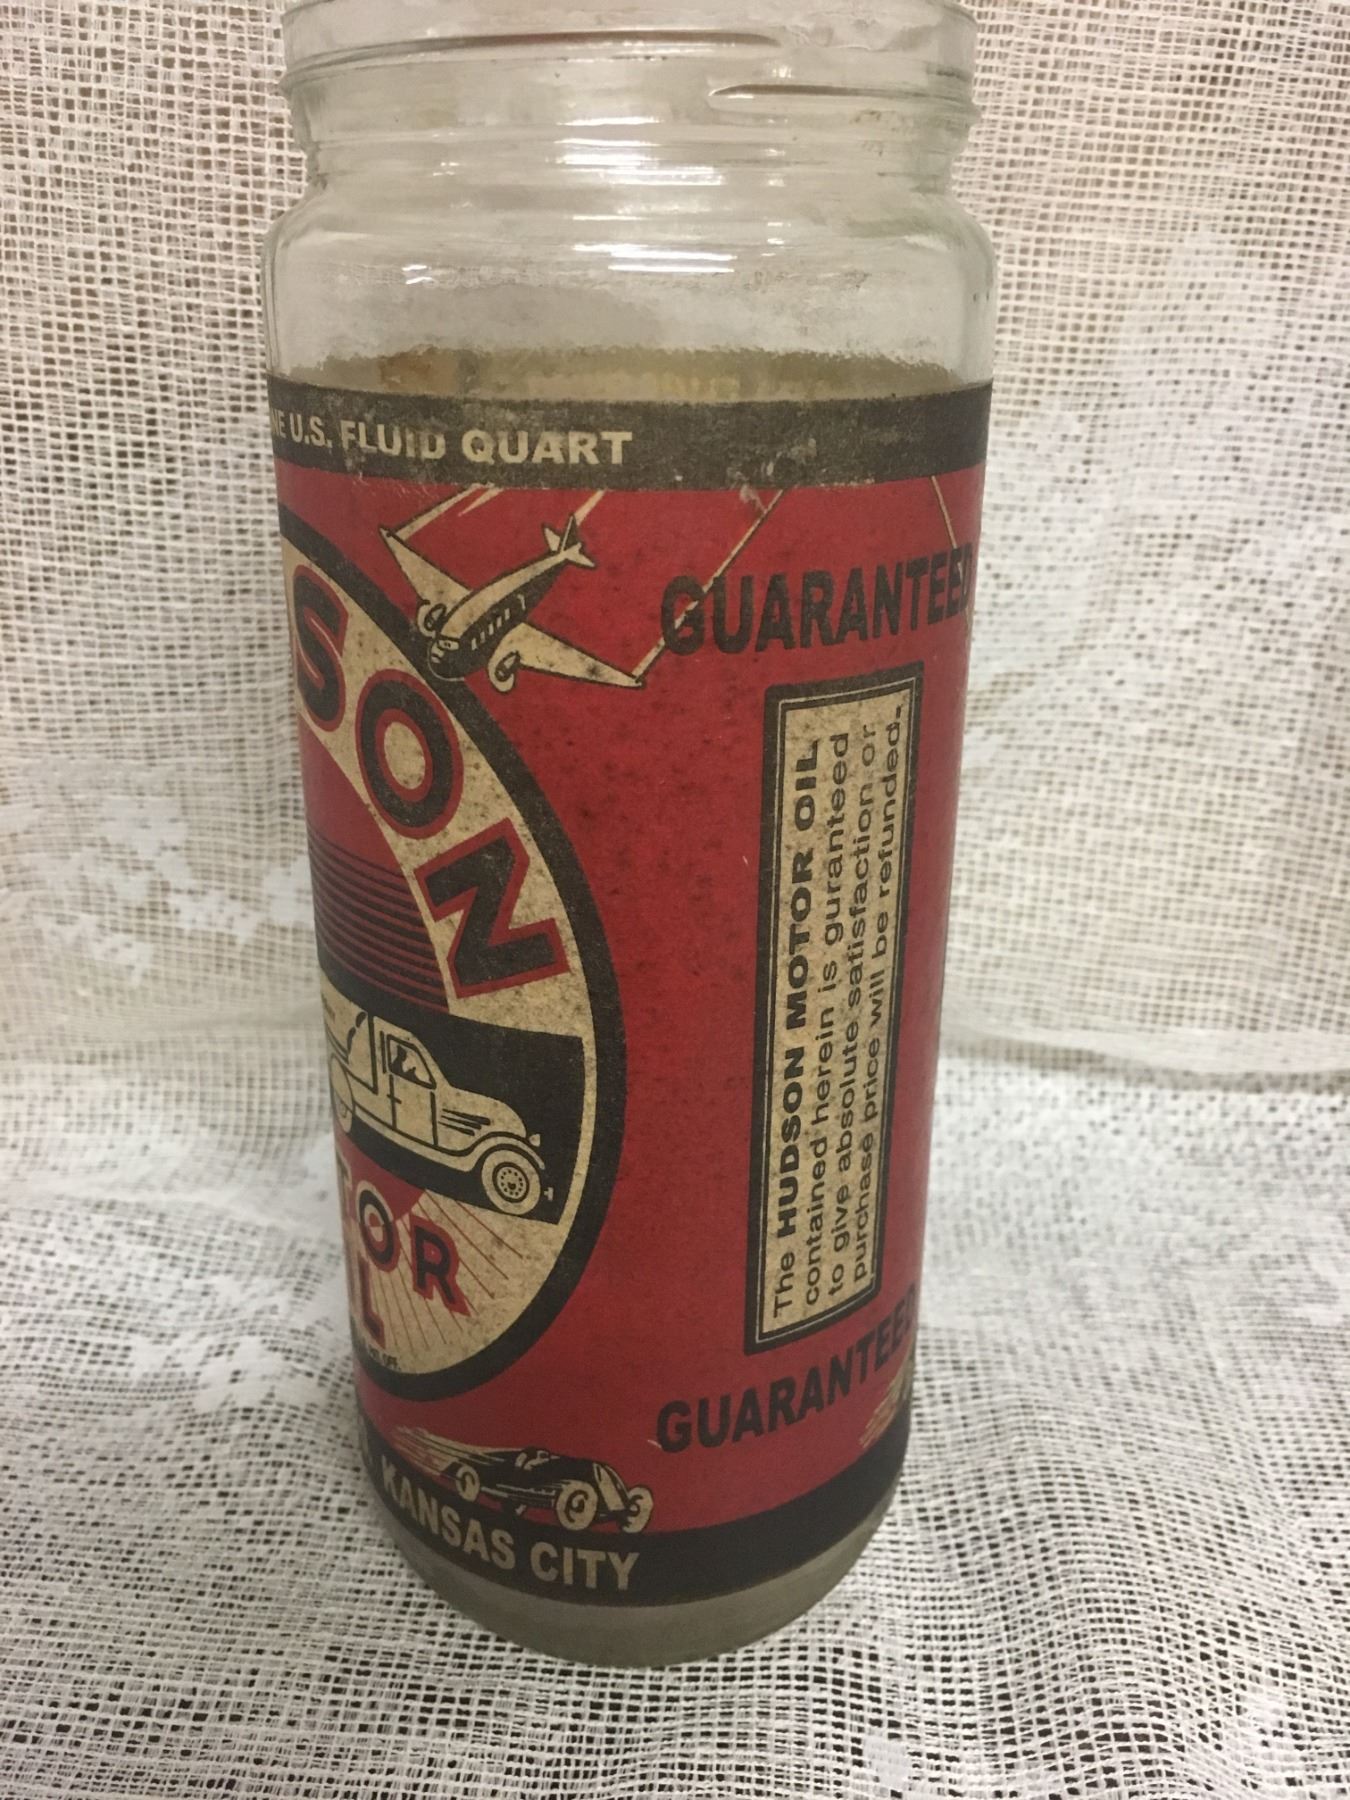 U.S. FLUID QUART
SON
TOR
L
GUARANTEED
The HUDSON MOTOR OIL
contained herein is guranteed
to give absolute satisfaction or
purchase price will be refunded.
GUARANTEED
KANSAS CITY